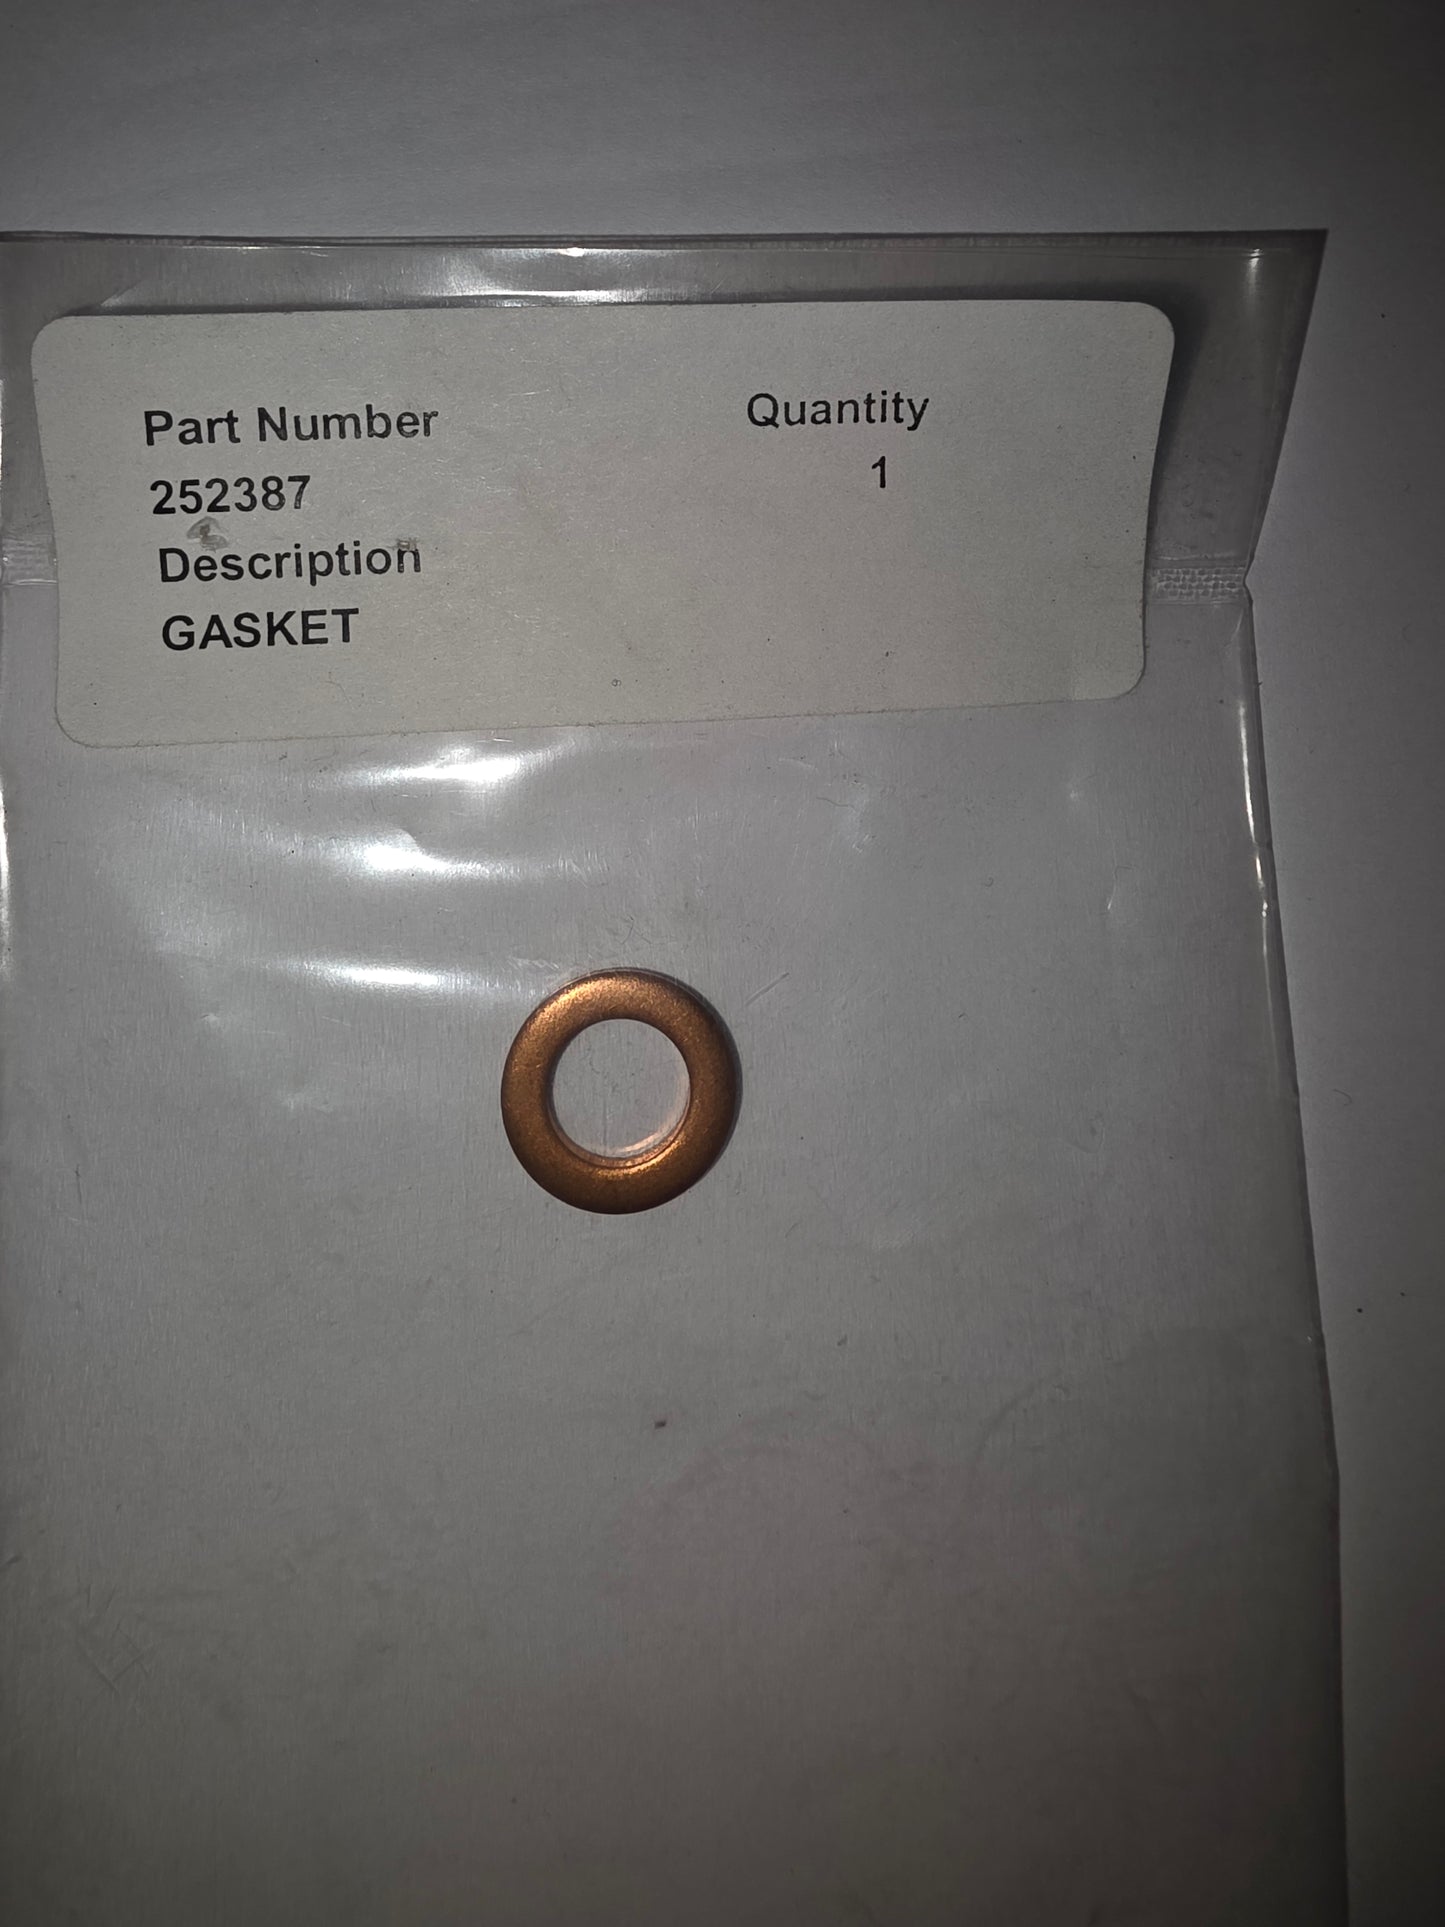 Part Number
Quantity
252387
1
Description
GASKET